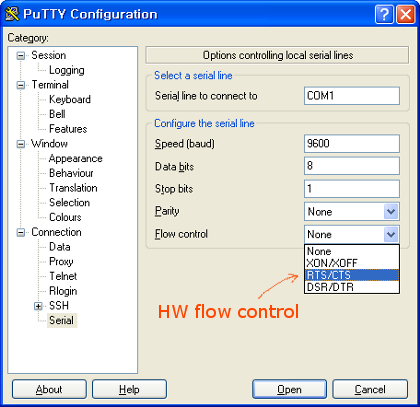 PuTTY Configuration
Category:
Session
Logging
Terminal
Keyboard
Bell
Features
Window
Appearance
Behaviour
Translation
Selection
Colours
Connection
Data
Proxy
Telnet
Rlogin
SSH
Serial
Options controlling local serial lines
Select a serial line
Serial line to connect to COM1
Configure the serial line
Speed (baud) 9600
Data bits 8
Stop bits 1
Parity None
Flow control None
None
XON/XOFF
RTS/CTS
DSR/DTR
HW flow control
About Help Open Cancel